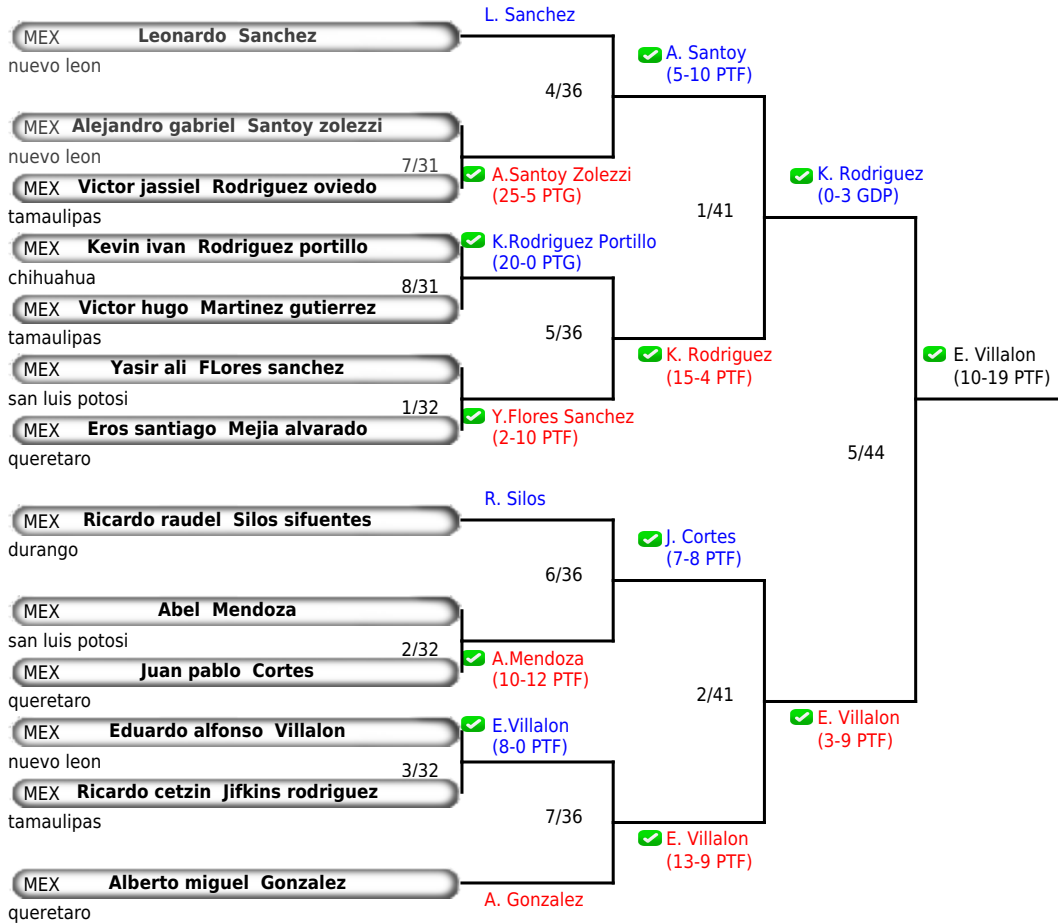 L. Sanchez
MEX Leonardo Sanchez
nuevo leon
A. Santoy
(5-10 PTF)
4/36
MEX Alejandro gabriel Santoy zolezzi
nuevo leon
7/31
A.Santoy Zolezzi
(25-5 PTG)
MEX Victor jassiel Rodriguez oviedo
tamaulipas
K. Rodriguez
(0-3 GDP)
1/41
MEX Kevin ivan Rodriguez portillo
chihuahua
K.Rodriguez Portillo
(20-0 PTG)
8/31
MEX Victor hugo Martinez gutierrez
tamaulipas
5/36
K. Rodriguez
(15-4 PTF)
E. Villalon
(10-19 PTF)
MEX Yasir ali FLores sanchez
san luis potosi
1/32
Y.Flores Sanchez
(2-10 PTF)
MEX Eros santiago Mejia alvarado
queretaro
5/44
R. Silos
MEX Ricardo raudel Silos sifuentes
durango
J. Cortes
(7-8 PTF)
6/36
MEX Abel Mendoza
san luis potosi
2/32
A.Mendoza
(10-12 PTF)
MEX Juan pablo Cortes
queretaro
2/41
E. Villalon
(3-9 PTF)
MEX Eduardo alfonso Villalon
nuevo leon
E.Villalon
(8-0 PTF)
3/32
MEX Ricardo cetzin Jifkins rodriguez
tamaulipas
7/36
E. Villalon
(13-9 PTF)
MEX Alberto miguel Gonzalez
queretaro
A. Gonzalez